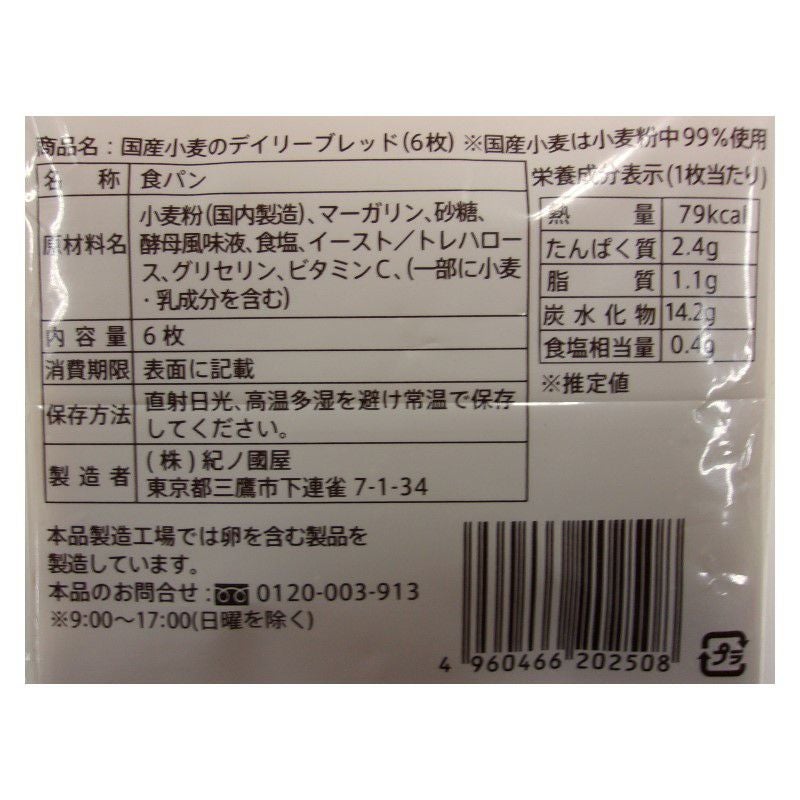 商品名：国産小麦のデイリーブレッド(6枚) ※国産小麦は小麦粉中99%使用
名称 食パン
原材料名 小麦粉(国内製造)、マーガリン、砂糖、
酵母風味液、食塩、イースト／トレハロー
ス、グリセリン、ビタミンC、(一部に小麦
・乳成分を含む)
内容量 6枚
消費期限 表面に記載
保存方法 直射日光、高温多湿を避け常温で保存
してください。
製造者 (株)紀ノ國屋
東京都三鷹市下連雀7-1-34
栄養成分表示(1枚当たり)
熱量 79kcal
たんぱく質 2.4g
脂質 1.1g
炭水化物 14.2g
食塩相当量 0.4g
※推定値
本品製造工場では卵を含む製品を
製造しています。
本品のお問合せ：0120-003-913
※9:00～17:00(日曜を除く)
4 960466 202508
プラ